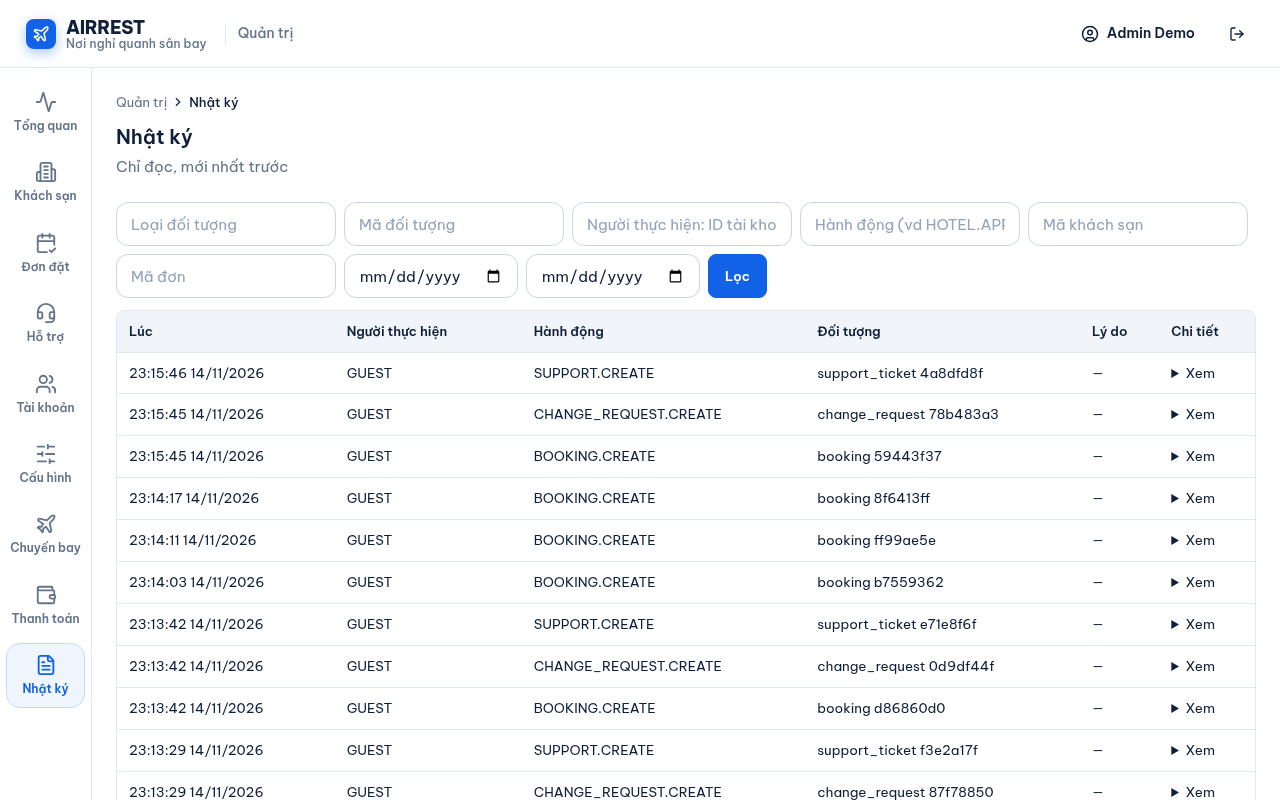 AIRREST
Nơi nghỉ quanh sân bay
Quản trị
Admin Demo
Tổng quan
Khách sạn
Đơn đặt
Hỗ trợ
Tài khoản
Cấu hình
Chuyến bay
Thanh toán
Nhật ký
Quản trị > Nhật ký
Nhật ký
Chỉ đọc, mới nhất trước
Loại đối tượng Mã đối tượng Người thực hiện: ID tài kho Hành động (vd HOTEL.APF Mã khách sạn
Mã đơn mm/dd/yyyy mm/dd/yyyy Lọc
Lúc Người thực hiện Hành động Đối tượng Lý do Chi tiết
23:15:46 14/11/2026 GUEST SUPPORT.CREATE support_ticket 4a8dfd8f — Xem
23:15:45 14/11/2026 GUEST CHANGE_REQUEST.CREATE change_request 78b483a3 — Xem
23:15:45 14/11/2026 GUEST BOOKING.CREATE booking 59443f37 — Xem
23:14:17 14/11/2026 GUEST BOOKING.CREATE booking 8f6413ff — Xem
23:14:11 14/11/2026 GUEST BOOKING.CREATE booking ff99ae5e — Xem
23:14:03 14/11/2026 GUEST BOOKING.CREATE booking b7559362 — Xem
23:13:42 14/11/2026 GUEST SUPPORT.CREATE support_ticket e71e8f6f — Xem
23:13:42 14/11/2026 GUEST CHANGE_REQUEST.CREATE change_request 0d9df44f — Xem
23:13:42 14/11/2026 GUEST BOOKING.CREATE booking d86860d0 — Xem
23:13:29 14/11/2026 GUEST SUPPORT.CREATE support_ticket f3e2a17f — Xem
23:13:29 14/11/2026 GUEST CHANGE_REQUEST.CREATE change_request 87f78850 — Xem